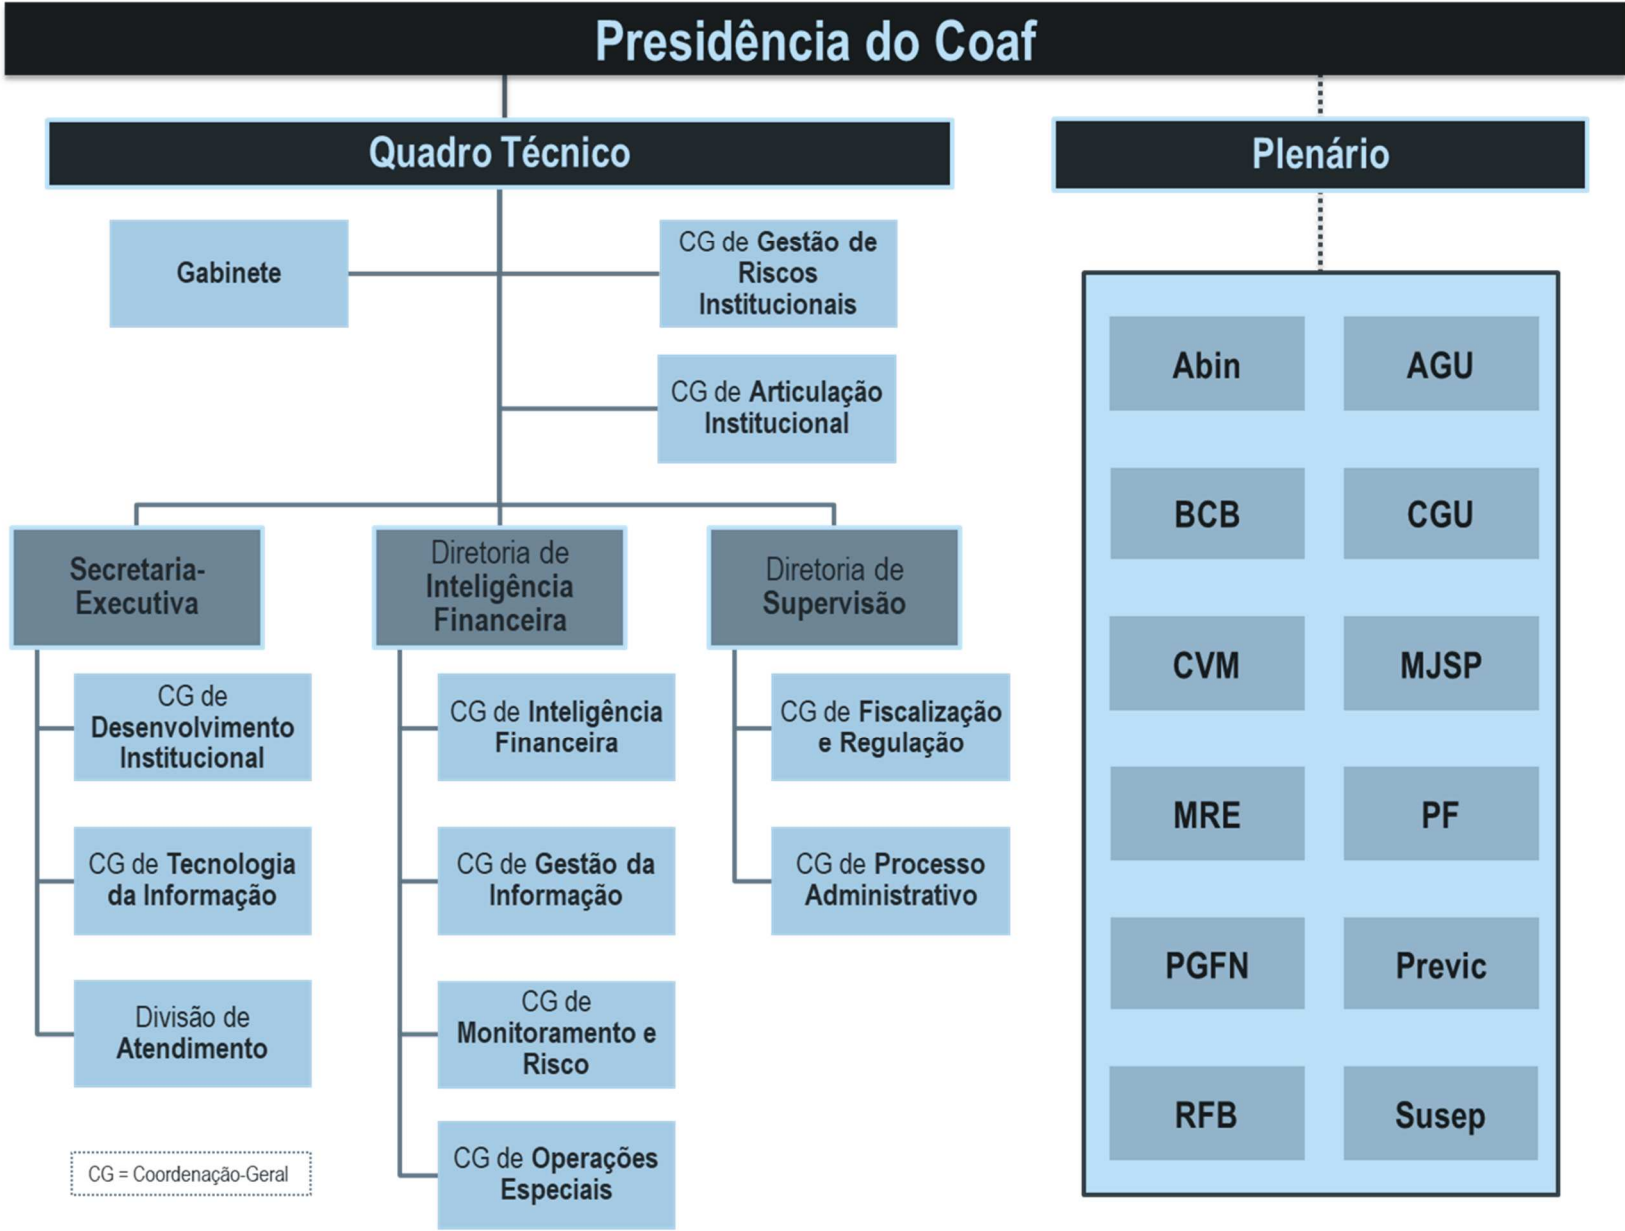 Presidência do Coaf
Quadro Técnico
Plenário
Gabinete
CG de Gestão de
Riscos
Institucionais
CG de Articulação
Institucional
Secretaria-
Executiva
Diretoria de
Inteligência
Financeira
Diretoria de
Supervisão
CG de
Desenvolvimento
Institucional
CG de Tecnologia
da Informação
Divisão de
Atendimento
CG de Inteligência
Financeira
CG de Gestão da
Informação
CG de
Monitoramento e
Risco
CG de Operações
Especiais
CG de Fiscalização
e Regulação
CG de Processo
Administrativo
Abin
AGU
BCB
CGU
CVM
MJSP
MRE
PF
PGFN
Previc
RFB
Susep
CG = Coordenação-Geral